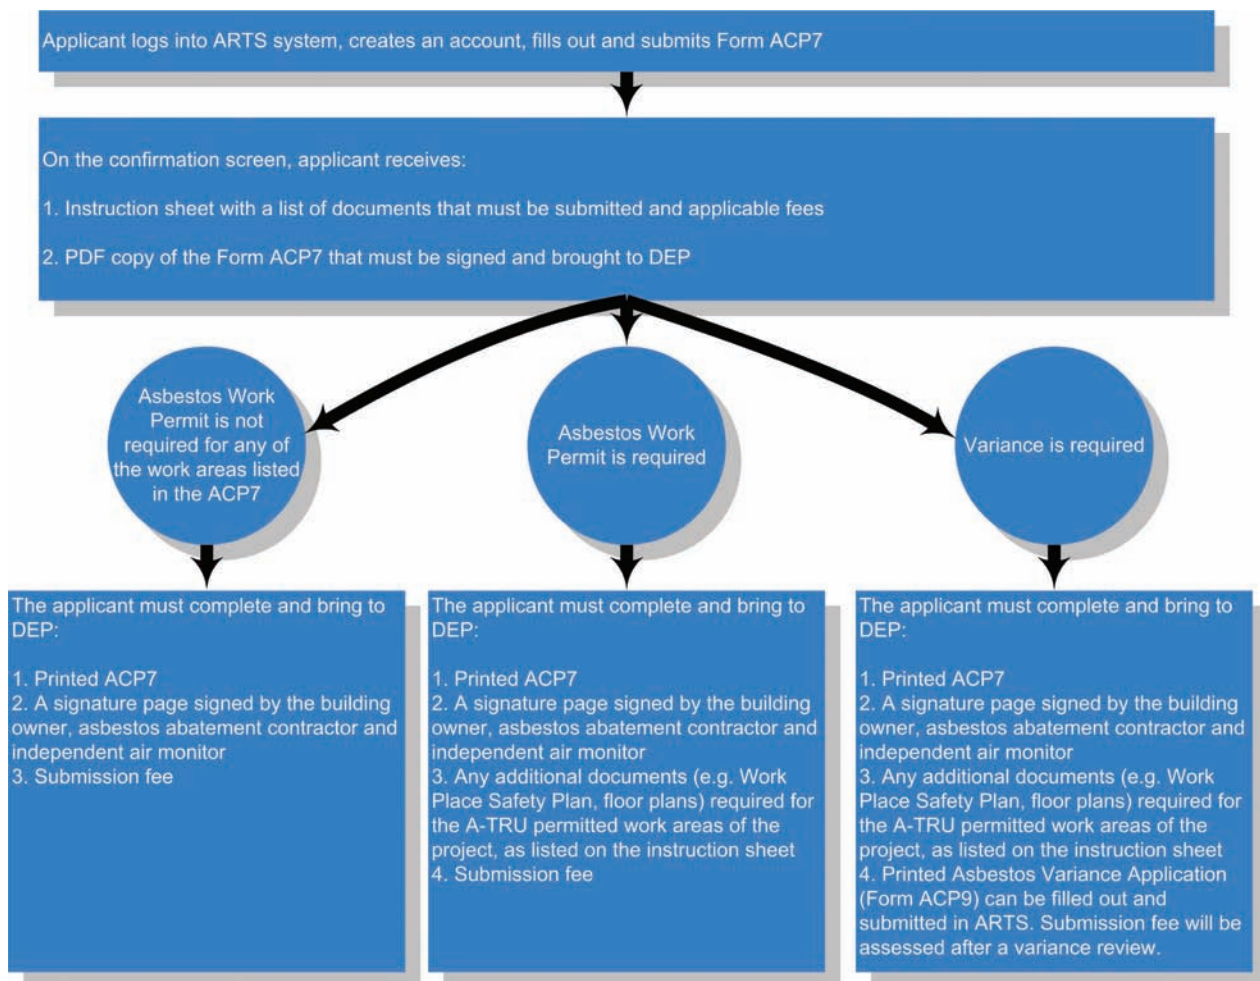 Applicant logs into ARTS system, creates an account, fills out and submits Form ACP7
On the confirmation screen, applicant receives:
1. Instruction sheet with a list of documents that must be submitted and applicable fees
2. PDF copy of the Form ACP7 that must be signed and brought to DEP
Asbestos Work
Permit is not
required for any of
the work areas listed
in the ACP7
Asbestos Work
Permit is required
Variance is required
The applicant must complete and bring to
DEP:
1. Printed ACP7
2. A signature page signed by the building
owner, asbestos abatement contractor and
independent air monitor
3. Submission fee
The applicant must complete and bring to
DEP:
1. Printed ACP7
2. A signature page signed by the building
owner, asbestos abatement contractor and
independent air monitor
3. Any additional documents (e.g. Work
Place Safety Plan, floor plans) required for
the A-TRU permitted work areas of the
project, as listed on the instruction sheet
4. Submission fee
The applicant must complete and bring to
DEP:
1. Printed ACP7
2. A signature page signed by the building
owner, asbestos abatement contractor and
independent air monitor
3. Any additional documents (e.g. Work
Place Safety Plan, floor plans) required for
the A-TRU permitted work areas of the
project, as listed on the instruction sheet
4. Printed Asbestos Variance Application
(Form ACP9) can be filled out and
submitted in ARTS. Submission fee will be
assessed after a variance review.